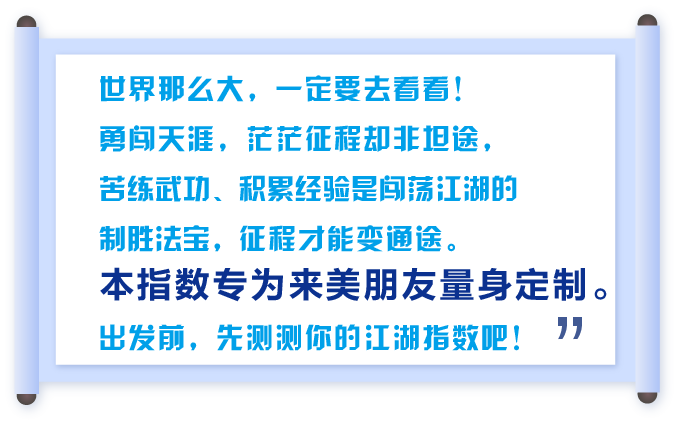 世界那么大，一定要去看看！
勇闯天涯，茫茫征程却非坦途，
苦练武功、积累经验是闯荡江湖的
制胜法宝，征程才能变通途。
本指数专为来美朋友量身定制。
出发前，先测测你的江湖指数吧！”